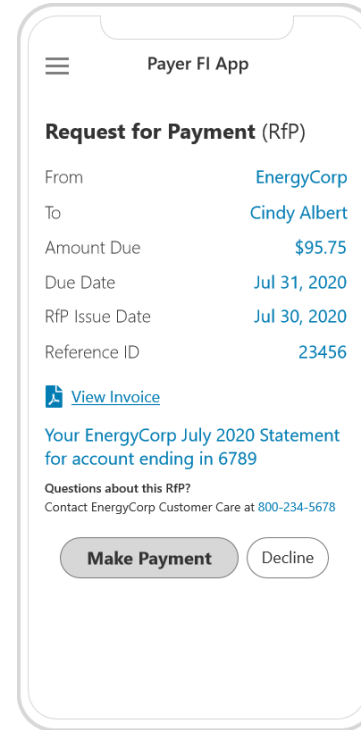 Payer FI App
Request for Payment (RfP)
From EnergyCorp
To Cindy Albert
Amount Due $95.75
Due Date Jul 31, 2020
RfP Issue Date Jul 30, 2020
Reference ID 23456
View Invoice
Your EnergyCorp July 2020 Statement
for account ending in 6789
Questions about this RfP?
Contact EnergyCorp Customer Care at 800-234-5678
Make Payment Decline